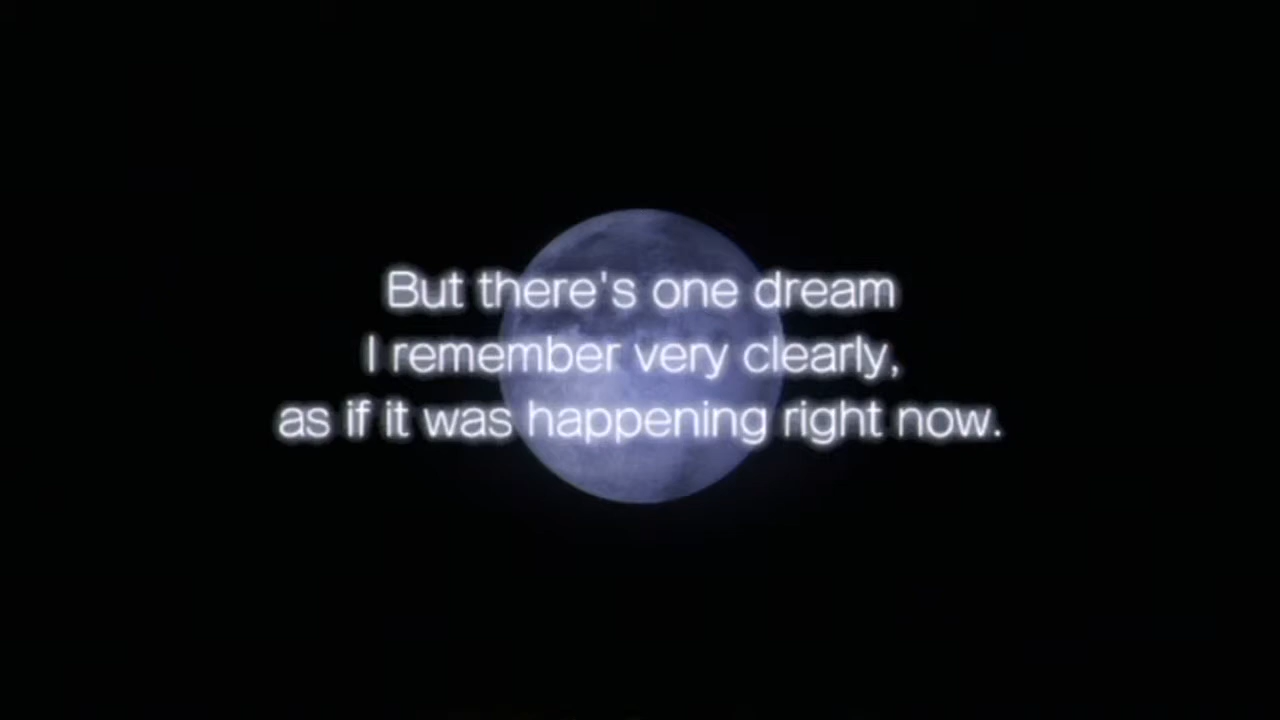 But there's one dream
I remember very clearly,
as if it was happening right now.